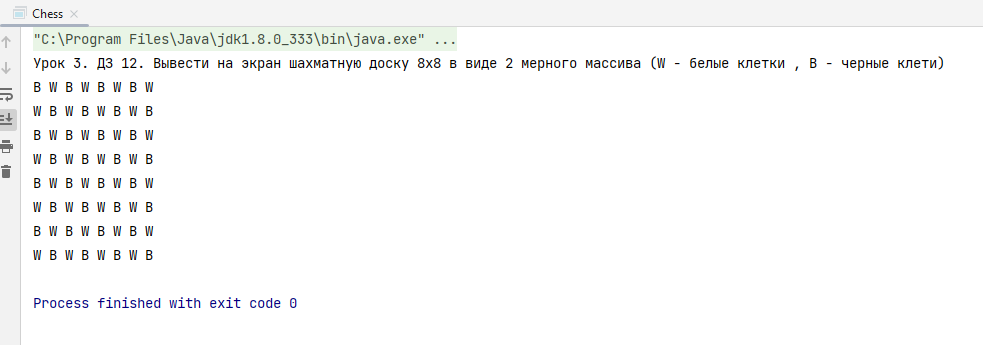 Chess
"C:\Program Files\Java\jdk1.8.0_333\bin\java.exe" ...
Урок 3. ДЗ 12. Вывести на экран шахматную доску 8х8 в виде 2 мерного массива (W - белые клетки , B - черные клети)
B W B W B W B W
W B W B W B W B
B W B W B W B W
W B W B W B W B
B W B W B W B W
W B W B W B W B
B W B W B W B W
W B W B W B W B
Process finished with exit code 0